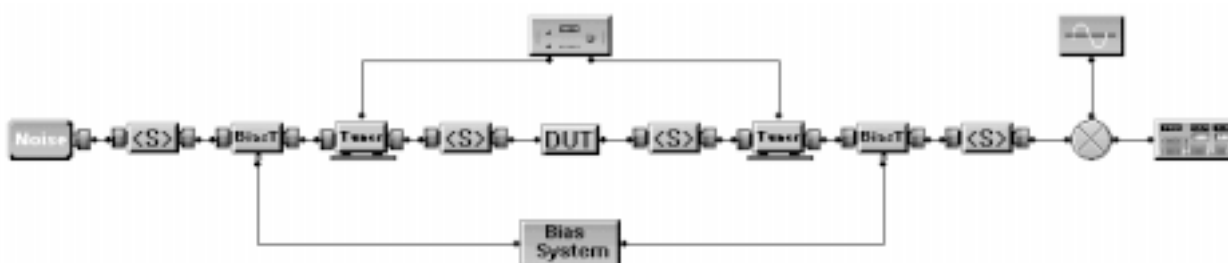 Noise
<S>
BiasT
Tuner
<S>
DUT
<S>
Tuner
BiasT
<S>
Bias
System